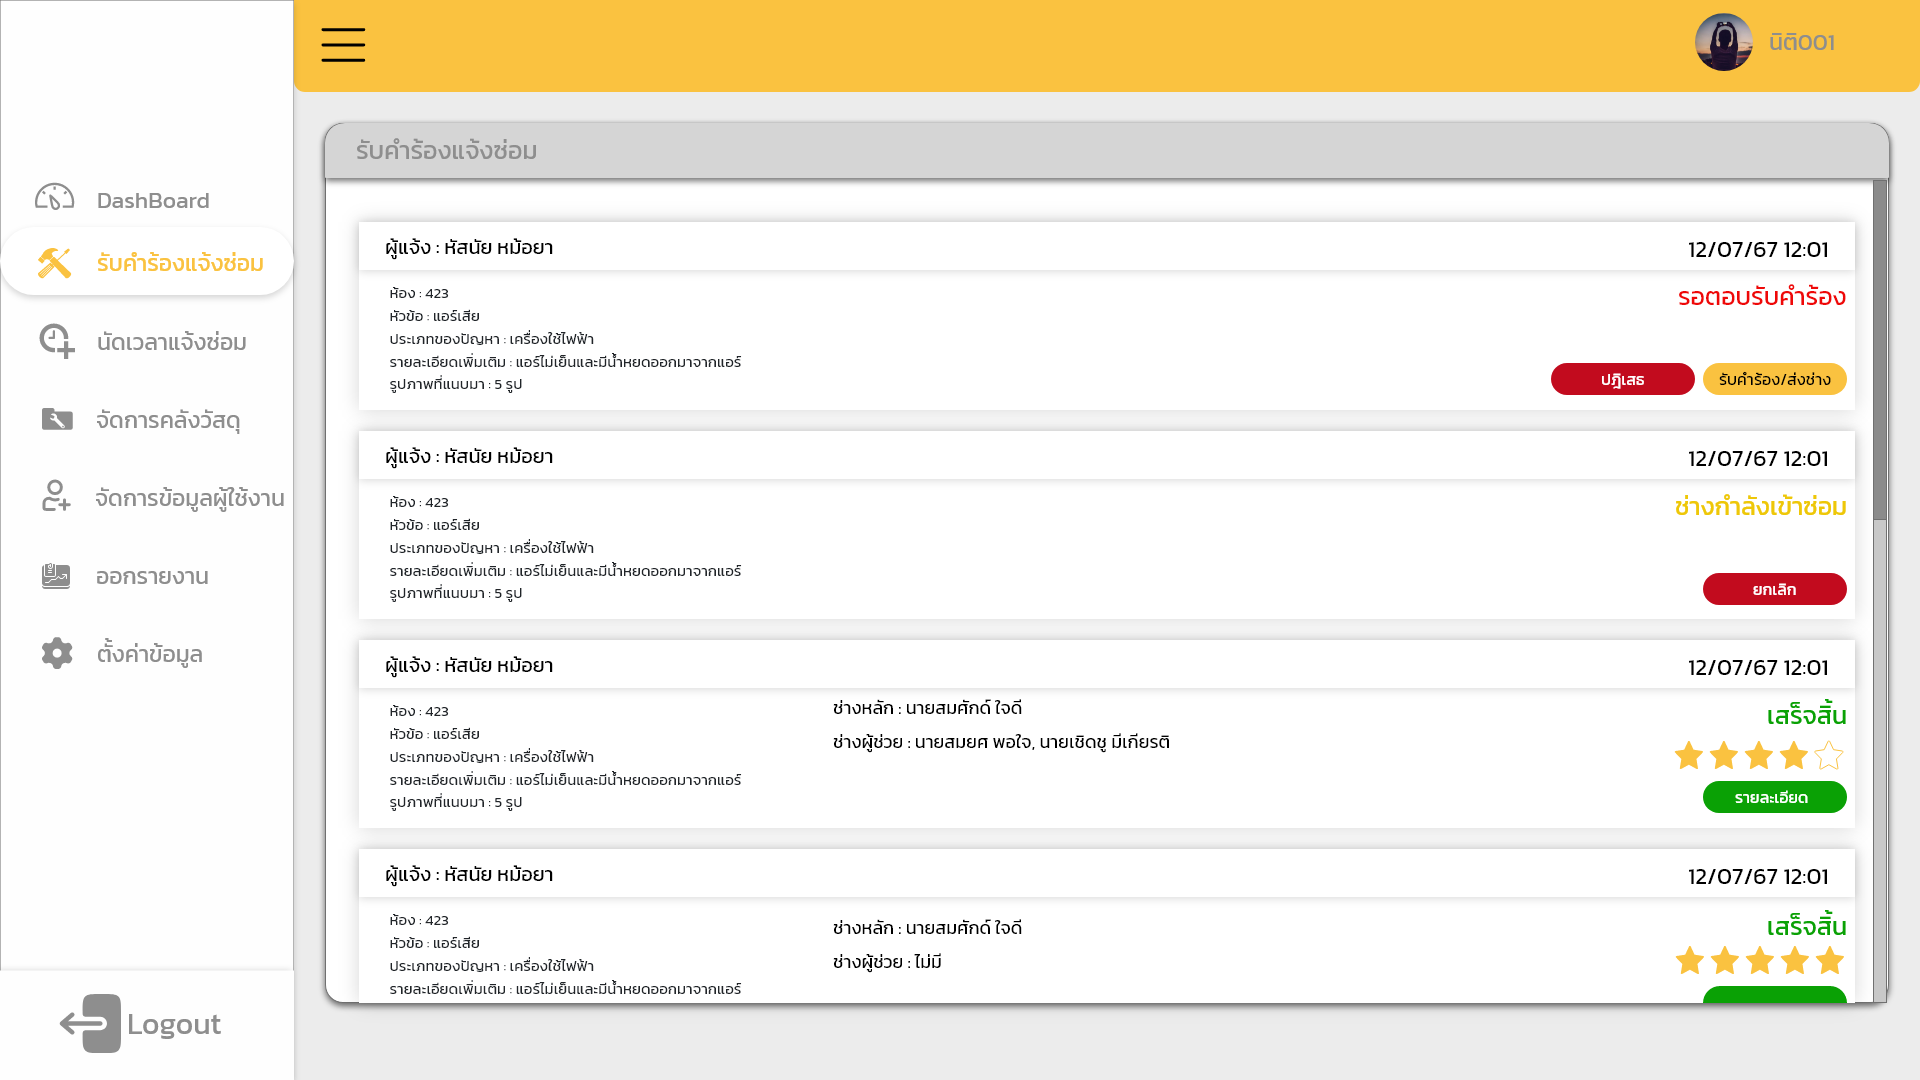 นิติ001
DashBoard
รับคำร้องแจ้งซ่อม
นัดเวลาแจ้งซ่อม
จัดการคลังวัสดุ
จัดการข้อมูลผู้ใช้งาน
ออกรายงาน
ตั้งค่าข้อมูล
Logout
รับคำร้องแจ้งซ่อม
ผู้แจ้ง : หัสนัย หม้อยา
12/07/67 12:01
ห้อง : 423
รอตอบรับคำร้อง
หัวข้อ : แอร์เสีย
ประเภทของปัญหา : เครื่องใช้ไฟฟ้า
รายละเอียดเพิ่มเติม : แอร์ไม่เย็นและมีน้ำหยดออกมาจากแอร์
รูปภาพที่แนบมา : 5 รูป
ปฎิเสธ
รับคำร้อง/ส่งช่าง
ผู้แจ้ง : หัสนัย หม้อยา
12/07/67 12:01
ห้อง : 423
ช่างกำลังเข้าซ่อม
หัวข้อ : แอร์เสีย
ประเภทของปัญหา : เครื่องใช้ไฟฟ้า
รายละเอียดเพิ่มเติม : แอร์ไม่เย็นและมีน้ำหยดออกมาจากแอร์
รูปภาพที่แนบมา : 5 รูป
ยกเลิก
ผู้แจ้ง : หัสนัย หม้อยา
12/07/67 12:01
ห้อง : 423
หัวข้อ : แอร์เสีย
ประเภทของปัญหา : เครื่องใช้ไฟฟ้า
รายละเอียดเพิ่มเติม : แอร์ไม่เย็นและมีน้ำหยดออกมาจากแอร์
รูปภาพที่แนบมา : 5 รูป
ช่างหลัก : นายสมศักด์ ใจดี
ช่างผู้ช่วย : นายสมยศ พอใจ, นายเชิดชู มีเกียรติ
เสร็จสิ้น
รายละเอียด
ผู้แจ้ง : หัสนัย หม้อยา
12/07/67 12:01
ห้อง : 423
หัวข้อ : แอร์เสีย
ประเภทของปัญหา : เครื่องใช้ไฟฟ้า
รายละเอียดเพิ่มเติม : แอร์ไม่เย็นและมีน้ำหยดออกมาจากแอร์
ช่างหลัก : นายสมศักด์ ใจดี
ช่างผู้ช่วย : ไม่มี
เสร็จสิ้น